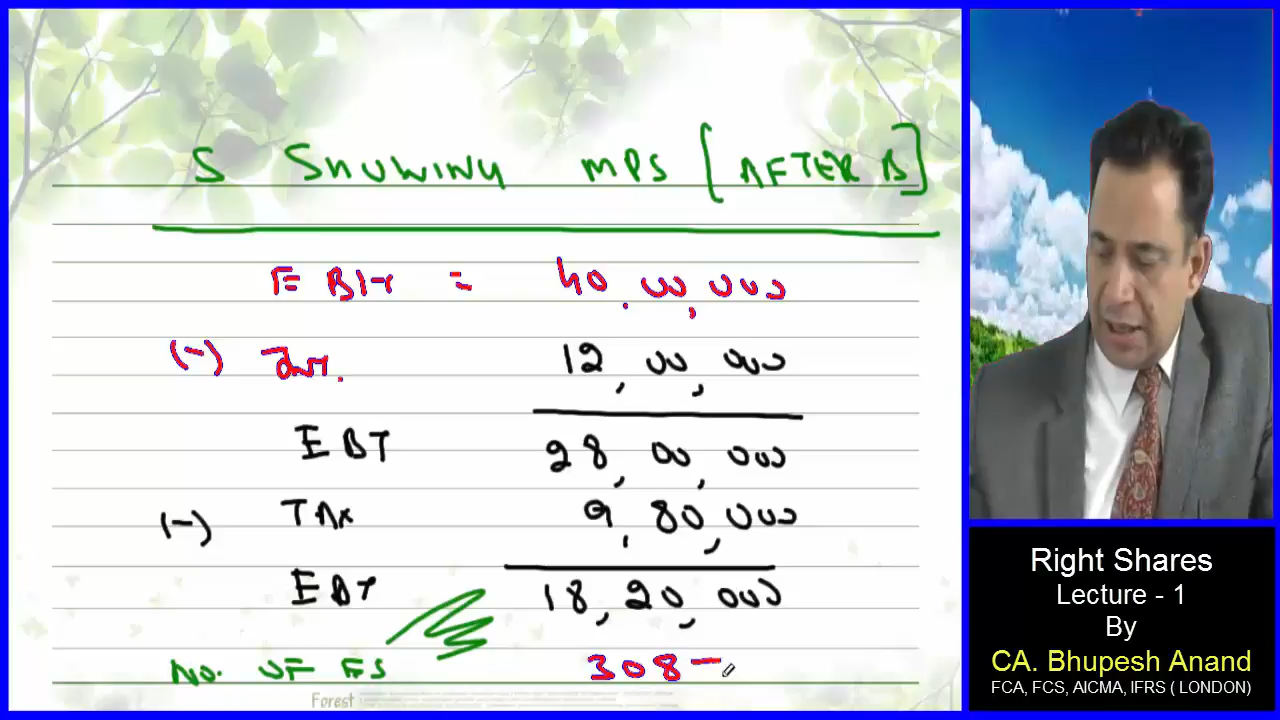 S SHOWING MPS [AFTER B]
EBIT = 40,00,000
(-) Int. 12,00,000
EBT 28,00,000
(-) TAX 9,80,000
EBT 18,20,000
No. OF ES 308
Forest
Right Shares
Lecture - 1
By
CA. Bhupesh Anand
FCA, FCS, AICMA, IFRS ( LONDON)